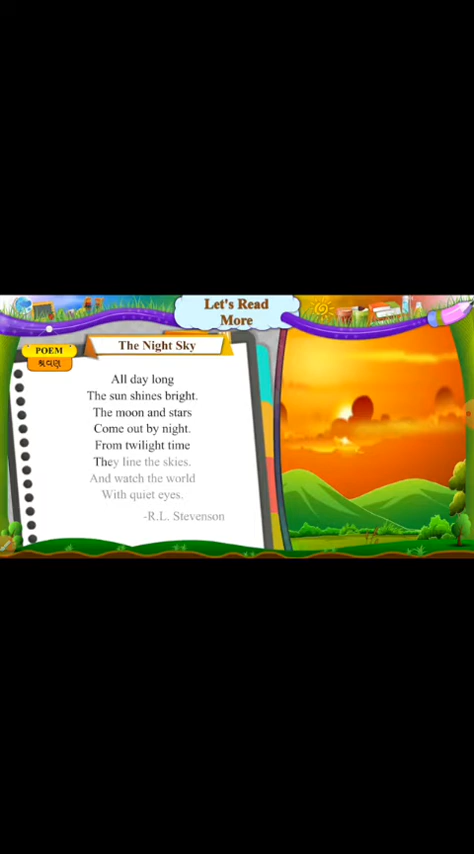 Let's Read
More
POEM
શ્રવણ
The Night Sky
All day long
The sun shines bright.
The moon and stars
Come out by night.
From twilight time
They line the skies.
And watch the world
With quiet eyes.
-R.L. Stevenson